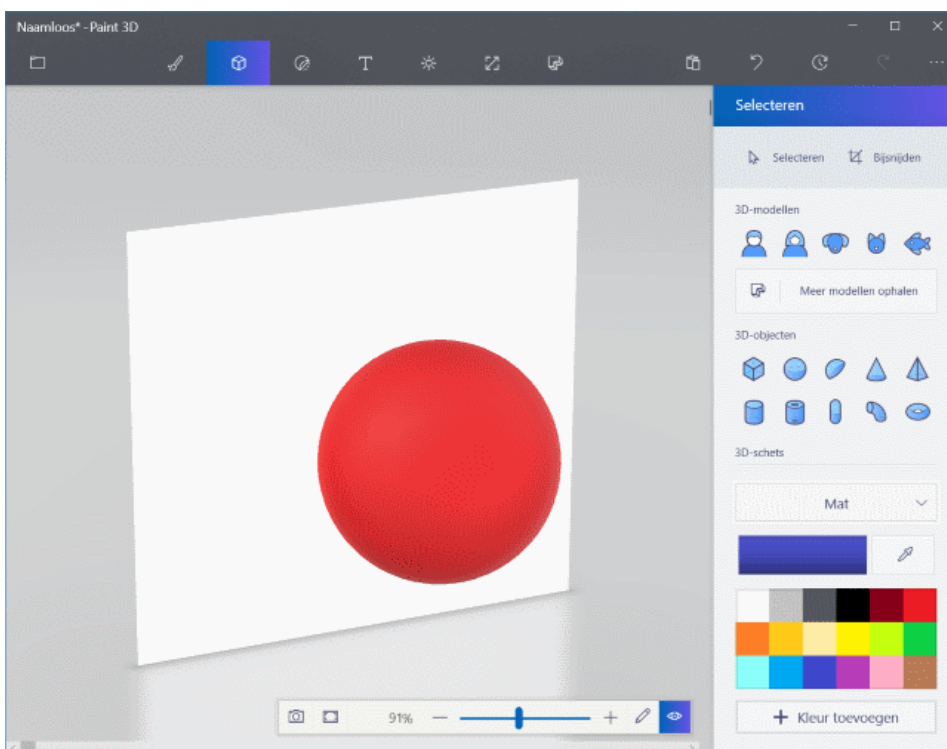 Naamloos* - Paint 3D
T
Selecteren
Selecteren Bijsnijden
3D-modellen
Meer modellen ophalen
3D-objecten
3D-schets
Mat
91%
Kleur toevoegen